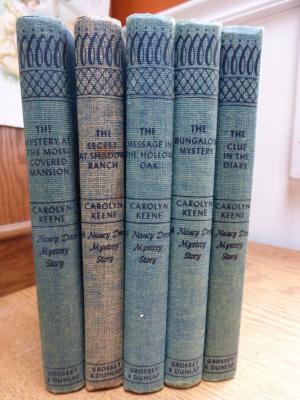 THE
MYSTERY AT
THE MOSS-
COVERED
MANSION
CAROLYN
KEENE
A Nancy Drew
Mystery
Story
GROSSET
& DUNLAP
THE
SECRET
AT SHADOW
RANCH
CAROLYN
KEENE
A Nancy Drew
Mystery
Story
GROSSET
& DUNLAP
THE
MESSAGE IN
THE HOLLOW
OAK
CAROLYN
KEENE
A Nancy Drew
Mystery
Story
GROSSET
& DUNLAP
THE
BUNGALOW
MYSTERY
CAROLYN
KEENE
A Nancy Drew
Mystery
Story
GROSSET
& DUNLAP
THE
CLUE
IN THE
DIARY
CAROLYN
KEENE
A Nancy Drew
Mystery
Story
GROSSET
& DUNLAP